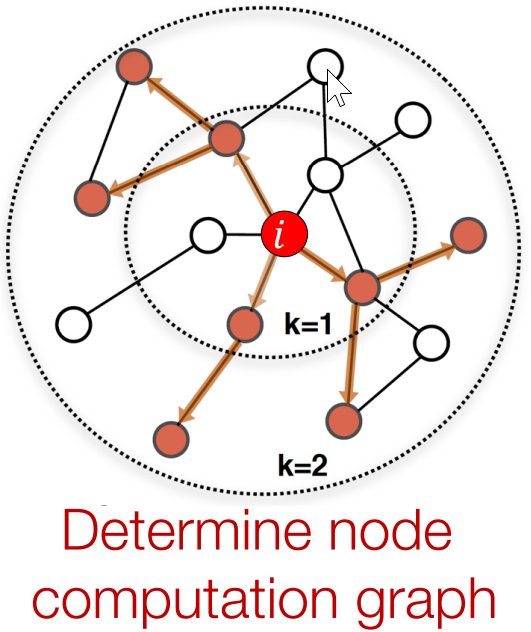 i
k=1
k=2
Determine node
computation graph